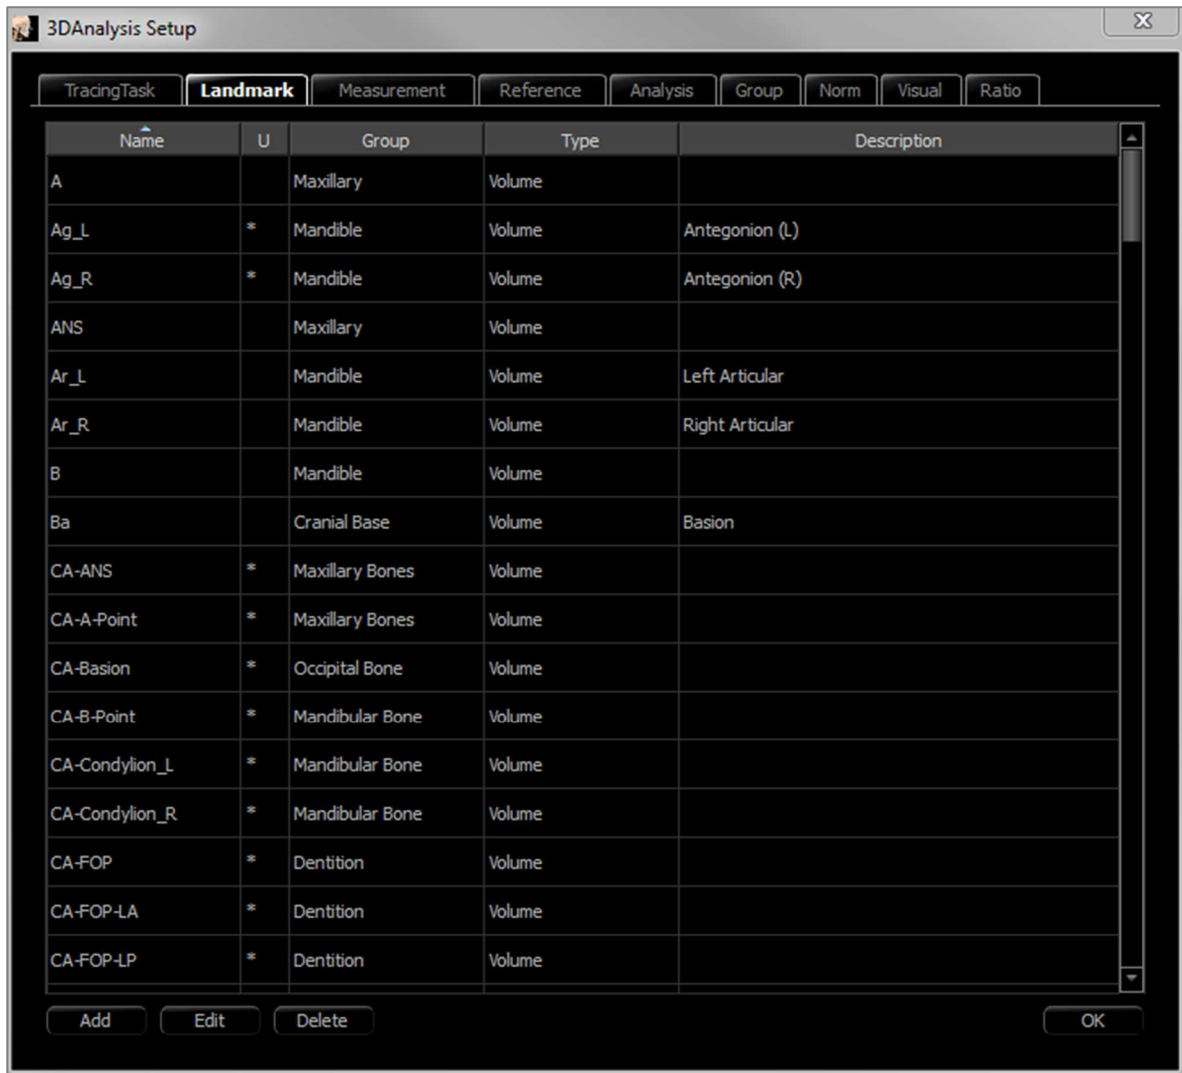 3DAnalysis Setup
TracingTask Landmark Measurement Reference Analysis Group Norm Visual Ratio
Name U Group Type Description
A Maxillary Volume
Ag_L * Mandible Volume Antegonion (L)
Ag_R * Mandible Volume Antegonion (R)
ANS Maxillary Volume
Ar_L Mandible Volume Left Articular
Ar_R Mandible Volume Right Articular
B Mandible Volume
Ba Cranial Base Volume Basion
CA-ANS * Maxillary Bones Volume
CA-A-Point * Maxillary Bones Volume
CA-Basion * Occipital Bone Volume
CA-B-Point * Mandibular Bone Volume
CA-Condylion_L * Mandibular Bone Volume
CA-Condylion_R * Mandibular Bone Volume
CA-FOP * Dentition Volume
CA-FOP-LA * Dentition Volume
CA-FOP-LP * Dentition Volume
Add Edit Delete OK